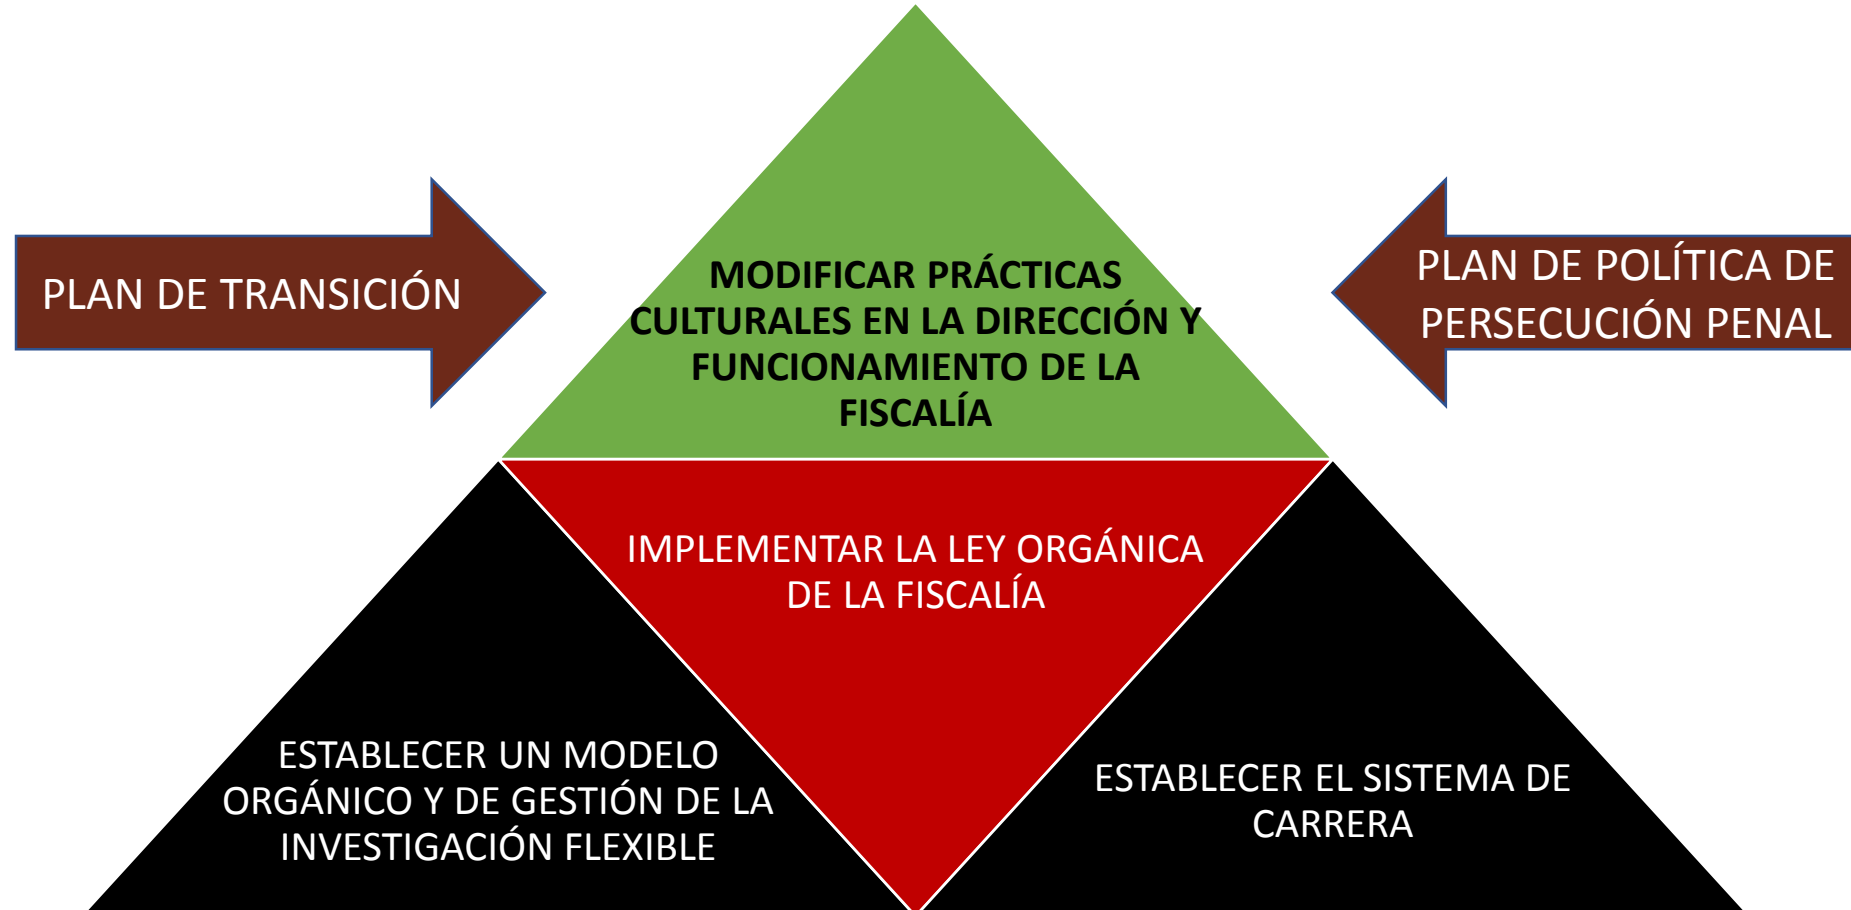 PLAN DE TRANSICIÓN
MODIFICAR PRÁCTICAS
CULTURALES EN LA DIRECCIÓN Y
FUNCIONAMIENTO DE LA
FISCALÍA
PLAN DE POLÍTICA DE
PERSECUCIÓN PENAL
IMPLEMENTAR LA LEY ORGÁNICA
DE LA FISCALÍA
ESTABLECER UN MODELO
ORGÁNICO Y DE GESTIÓN DE LA
INVESTIGACIÓN FLEXIBLE
ESTABLECER EL SISTEMA DE
CARRERA